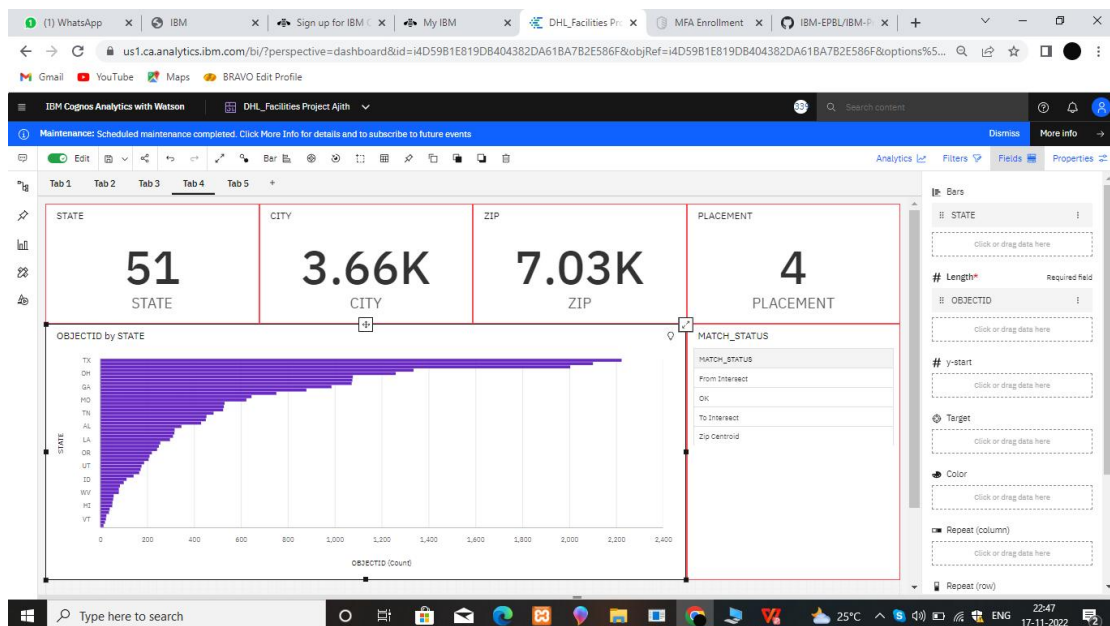 (1) WhatsApp
IBM
Sign up for IBM C
My IBM
DHL_Facilities Pro
MFA Enrollment
IBM-EPBL/IBM-P
us1.ca.analytics.ibm.com/bi/?perspective=dashboard&id=i4D59B1E819DB404382DA61BA7B2E586F&objRef=i4D59B1E819DB404382DA61BA7B2E586F&options%5...
Gmail YouTube Maps BRAVO Edit Profile
IBM Cognos Analytics with Watson DHL_Facilities Project Ajith Search content
Maintenance: Scheduled maintenance completed. Click More Info for details and to subscribe to future events Dismiss More info
Edit Bar Analytics Filters Fields Properties
Tab 1 Tab 2 Tab 3 Tab 4 Tab 5
STATE
51
STATE
CITY
3.66K
CITY
ZIP
7.03K
ZIP
PLACEMENT
4
PLACEMENT
OBJECTID by STATE
STATE
TX
OH
GA
MO
TN
AL
LA
OR
UT
ID
WV
HI
VT
0 200 400 600 800 1,000 1,200 1,400 1,600 1,800 2,000 2,200 2,400
OBJECTID (Count)
MATCH_STATUS
MATCH_STATUS
From Intersect
OK
To Intersect
Zip Centroid
Bars
STATE
Click or drag data here
Length* Required field
OBJECTID
Click or drag data here
y-start
Click or drag data here
Target
Click or drag data here
Color
Click or drag data here
Repeat (column)
Click or drag data here
Repeat (row)
Type here to search
25°C ENG
22:47
17-11-2022